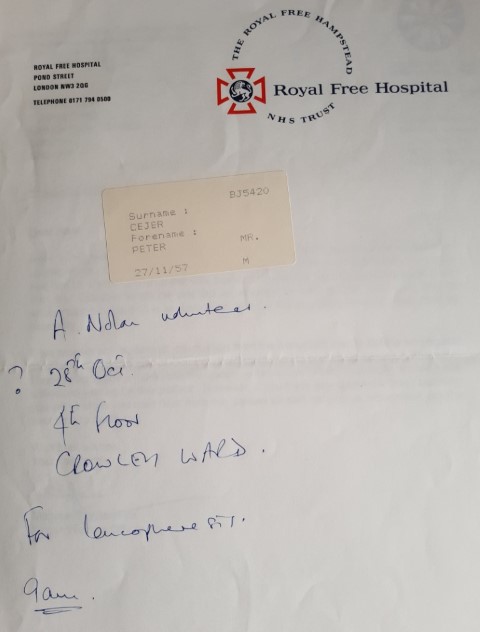 ROYAL FREE HOSPITAL
POND STREET
LONDON NW3 2QG
TELEPHONE 0171 794 0500
THE ROYAL FREE HAMPSTEAD
Royal Free Hospital
NHS TRUST
BJ5420
Surname :
CEJER
Forename : MR.
PETER
27/11/57 M
A. Nolan volunteer.
? 28th Oct.
4th floor
CROWLEY WARD.
For leucopheresis.
9am.